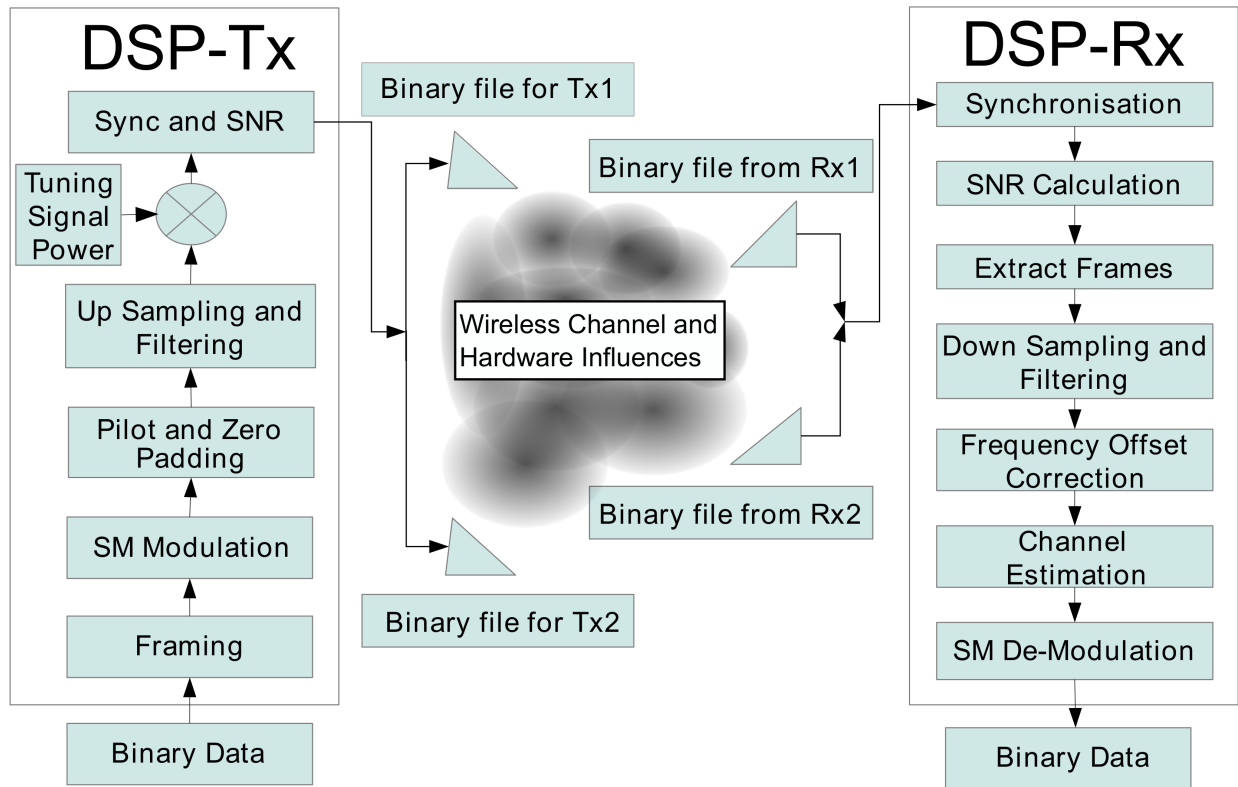 DSP-Tx
Sync and SNR
Tuning
Signal
Power
Up Sampling and
Filtering
Pilot and Zero
Padding
SM Modulation
Framing
Binary Data
Binary file for Tx1
Binary file from Rx1
Wireless Channel and
Hardware Influences
Binary file from Rx2
Binary file for Tx2
DSP-Rx
Synchronisation
SNR Calculation
Extract Frames
Down Sampling and
Filtering
Frequency Offset
Correction
Channel
Estimation
SM De-Modulation
Binary Data